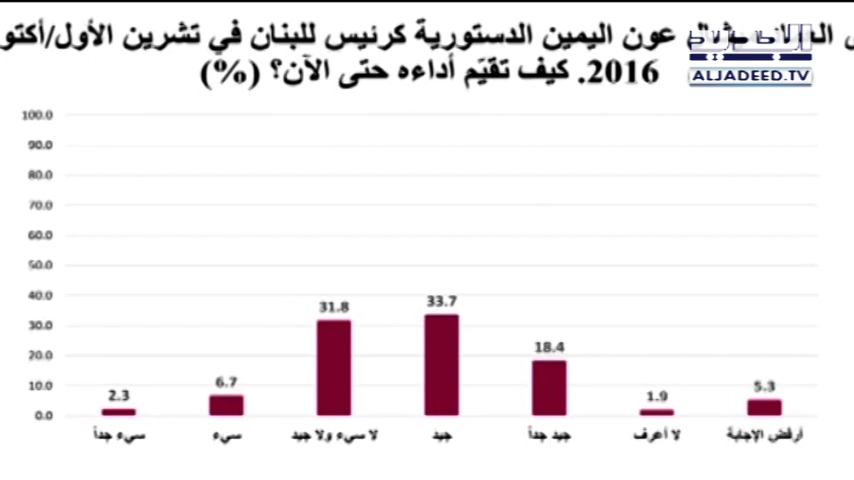 عون اليمين الدستورية كرئيس للبنان في تشرين الأول/أكتو
2016. كيف تقيّم أداءه حتى الآن؟ (%)
ALJADEED.TV
100.0
90.0
80.0
70.0
60.0
50.0
40.0
30.0
20.0
10.0
0.0
2.3
6.7
31.8
33.7
18.4
1.9
5.3
سيء جداً
سيء
لا سيء ولا جيد
جيد
جيد جداً
لا أعرف
أرفض الإجابة